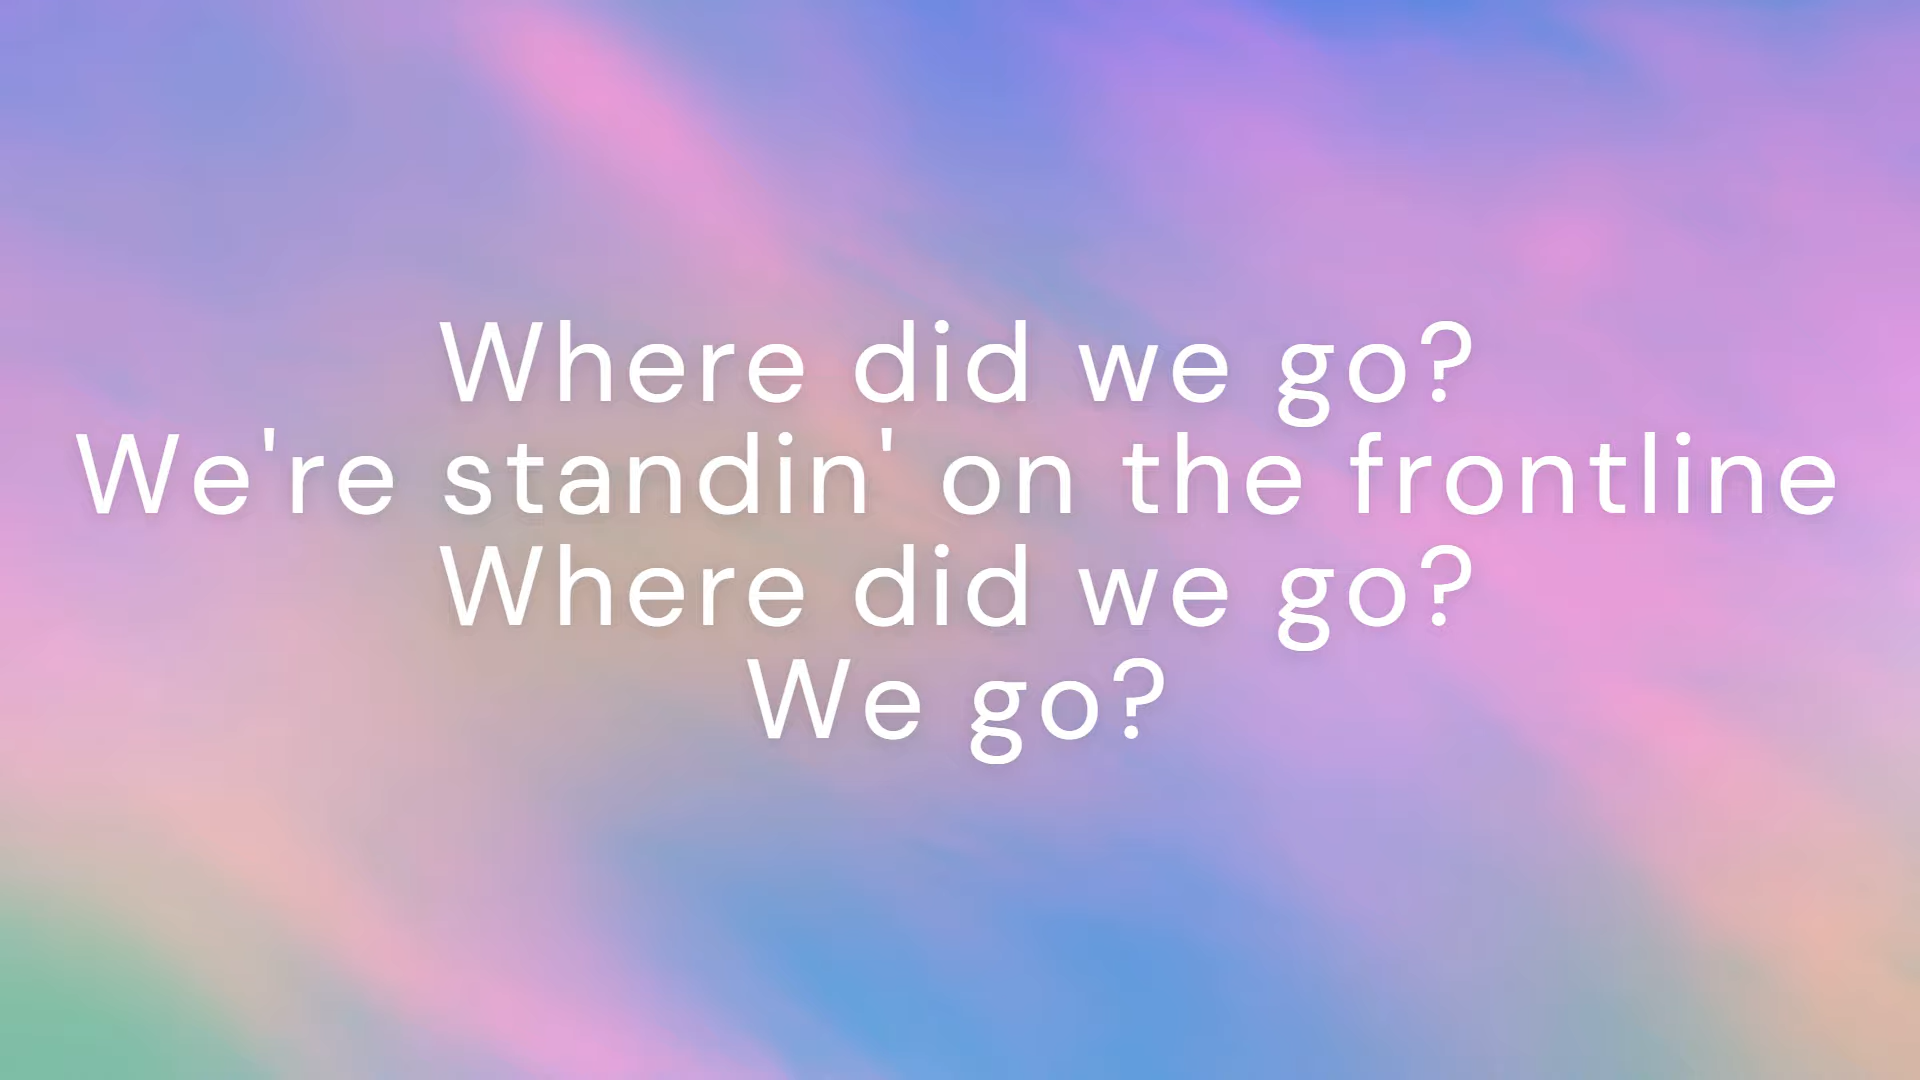 Where did we go?
We're standin' on the frontline
Where did we go?
We go?